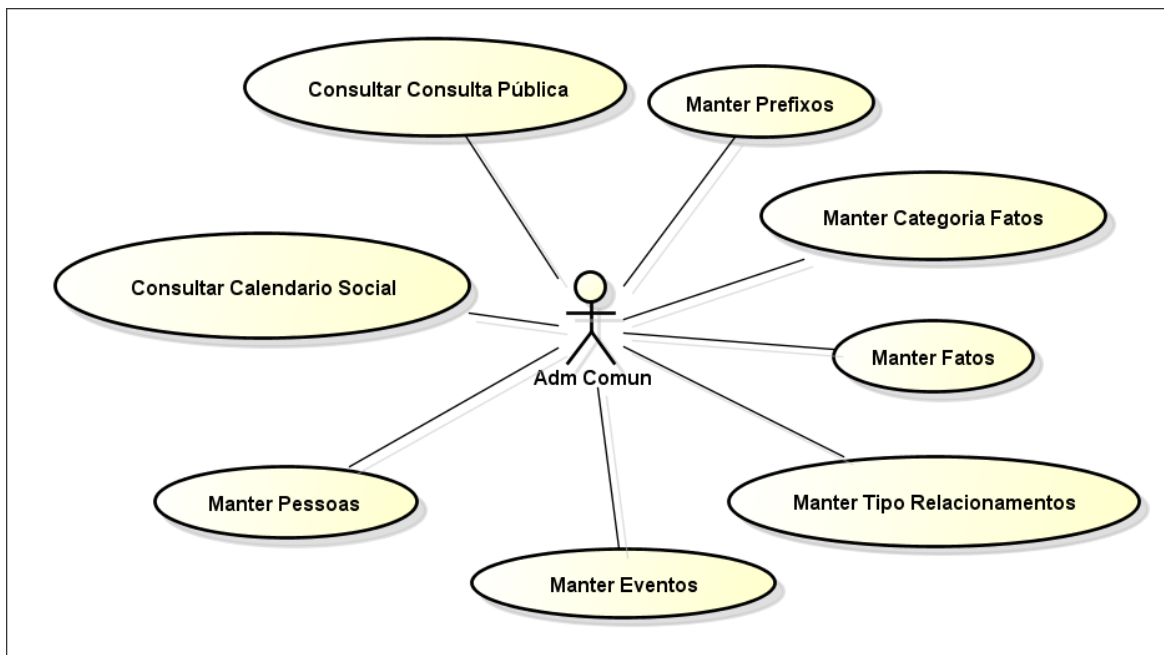 Consultar Consulta Pública
Manter Prefixos
Manter Categoria Fatos
Consultar Calendario Social
Manter Fatos
Adm Comun
Manter Pessoas
Manter Tipo Relacionamentos
Manter Eventos